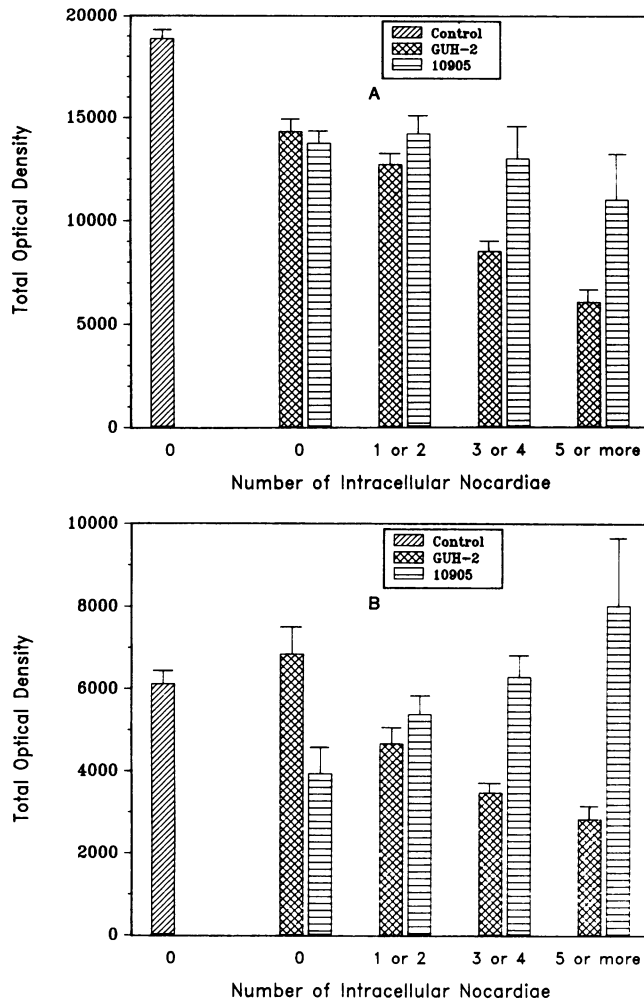 20000
15000
10000
5000
0
Total Optical Density
Control
GUH-2
10905
A
0
0
1 or 2
3 or 4
5 or more
Number of Intracellular Nocardiae
10000
8000
6000
4000
2000
0
Total Optical Density
Control
GUH-2
10905
B
0
0
1 or 2
3 or 4
5 or more
Number of Intracellular Nocardiae